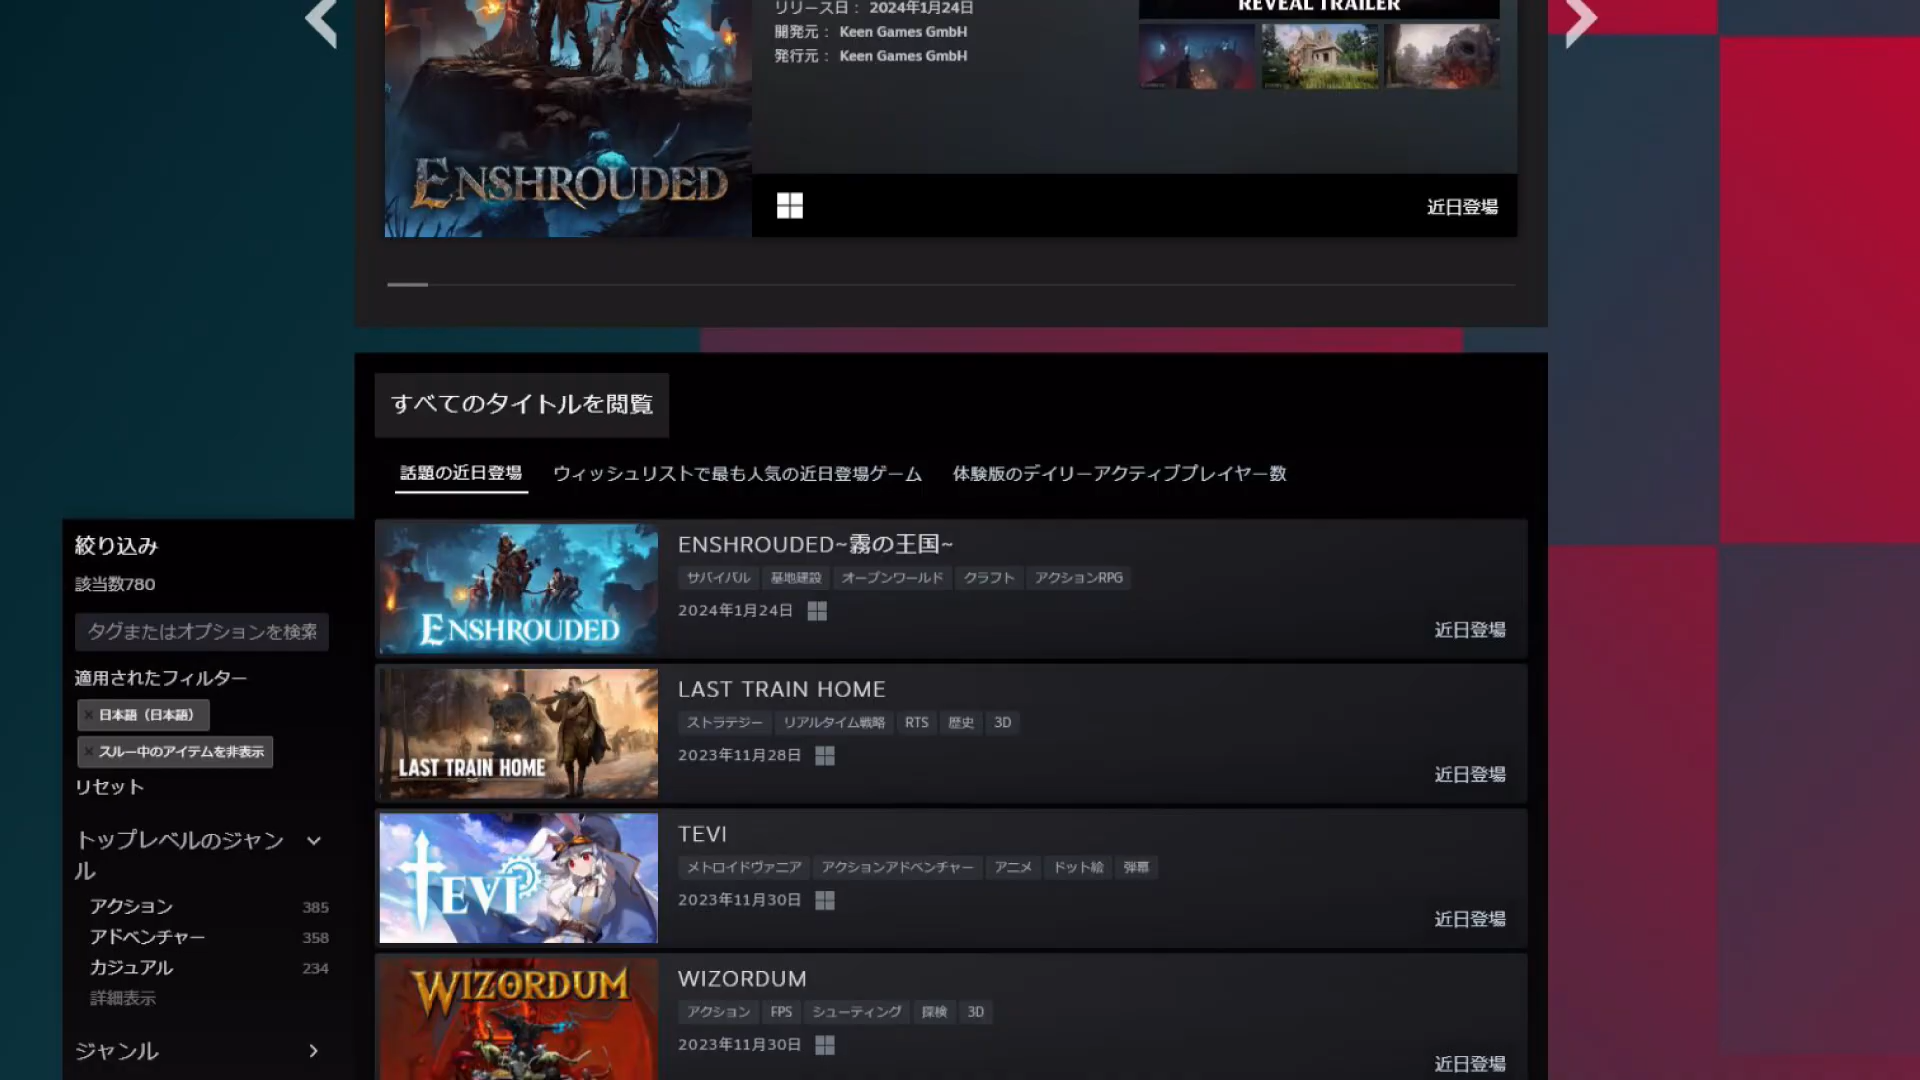 リリース日： 2024年1月24日
REVEAL TRAILER
開発元： Keen Games GmbH
発行元： Keen Games GmbH
ENSHROUDED
近日登場
すべてのタイトルを閲覧
話題の近日登場 ウィッシュリストで最も人気の近日登場ゲーム 体験版のデイリーアクティブプレイヤー数
絞り込み
該当数780
タグまたはオプションを検索
適用されたフィルター
× 日本語（日本語）
× スルー中のアイテムを非表示
リセット
トップレベルのジャン
ル
アクション 385
アドベンチャー 358
カジュアル 234
詳細表示
ジャンル
ENSHROUDED
ENSHROUDED~霧の王国~
サバイバル 基地建設 オープンワールド クラフト アクションRPG
2024年1月24日
近日登場
LAST TRAIN HOME
LAST TRAIN HOME
ストラテジー リアルタイム戦略 RTS 歴史 3D
2023年11月28日
近日登場
TEVI
TEVI
メトロイドヴァニア アクションアドベンチャー アニメ ドット絵 弾幕
2023年11月30日
近日登場
WIZORDUM
WIZORDUM
アクション FPS シューティング 探検 3D
2023年11月30日
近日登場